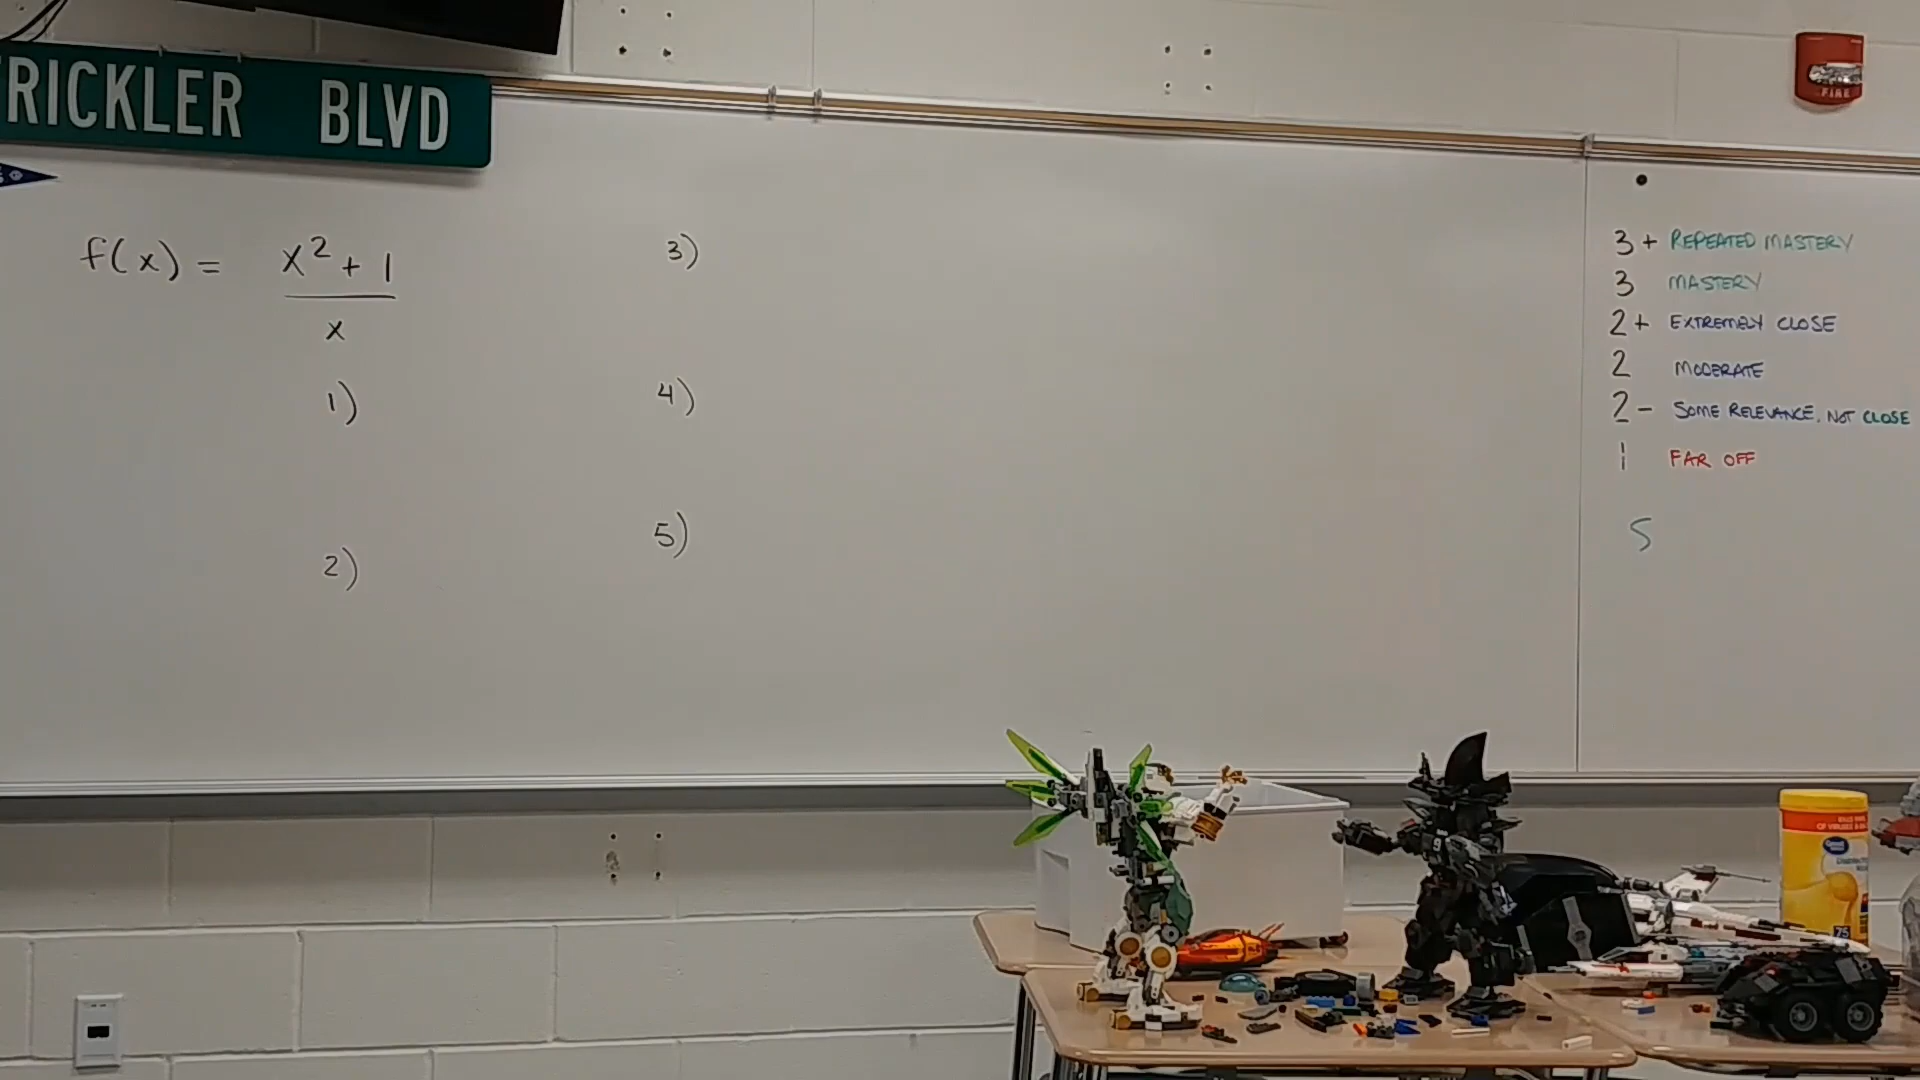 RICKLER BLVD
f(x) = x² + 1
x
1)
2)
3)
4)
5)
3+ REPEATED MASTERY
3 MASTERY
2+ EXTREMELY CLOSE
2 MODERATE
2- SOME RELEVANCE, NOT CLOSE
1 FAR OFF
S
FIRE
75